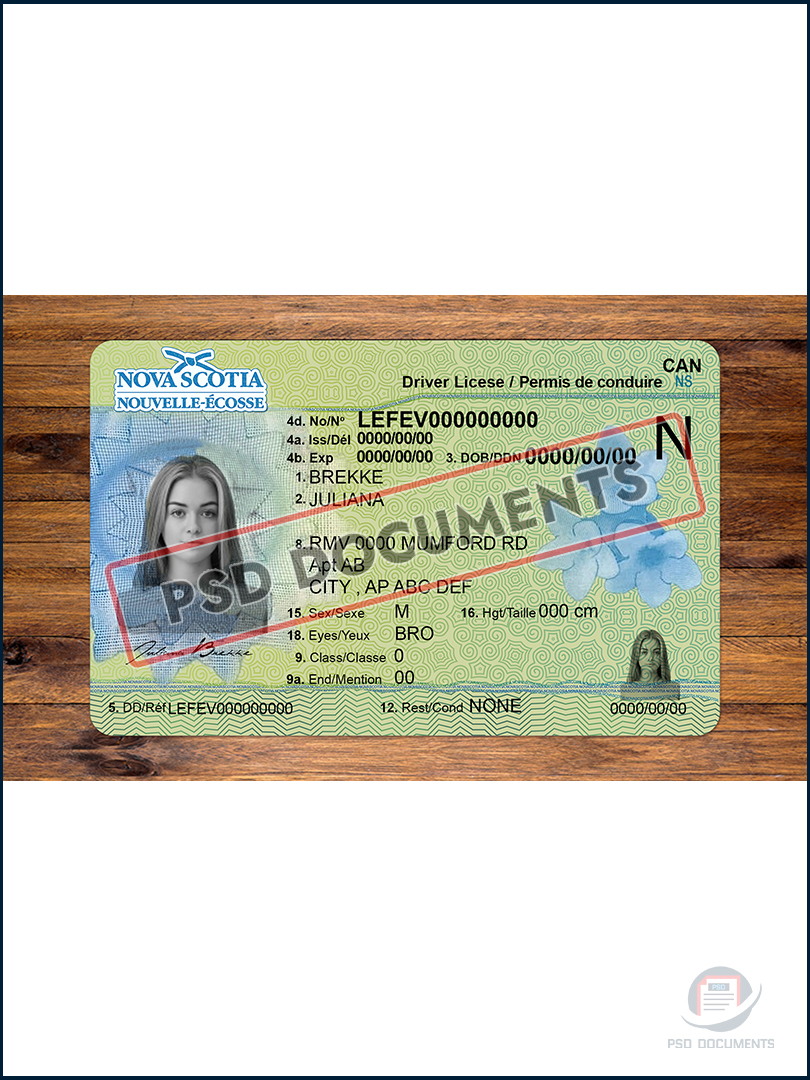 CAN
NOVA SCOTIA
NOUVELLE-ÉCOSSE
Driver Licese / Permis de conduire NS
4d. No/Nº LEFEV000000000
4a. Iss/Dél 0000/00/00
4b. Exp 0000/00/00 3. DOB/DDN 0000/00/00 N
1. BREKKE
2. JULIANA
8. RMV 0000 MUMFORD RD
Apt AB
CITY , AP ABC DEF
PSD DOCUMENTS
15. Sex/Sexe M 16. Hgt/Taille 000 cm
18. Eyes/Yeux BRO
Juliana Brekke
9. Class/Classe 0
9a. End/Mention 00
5. DD/Réf LEFEV000000000 12. Rest/Cond NONE 0000/00/00
PSD
PSD DOCUMENTS